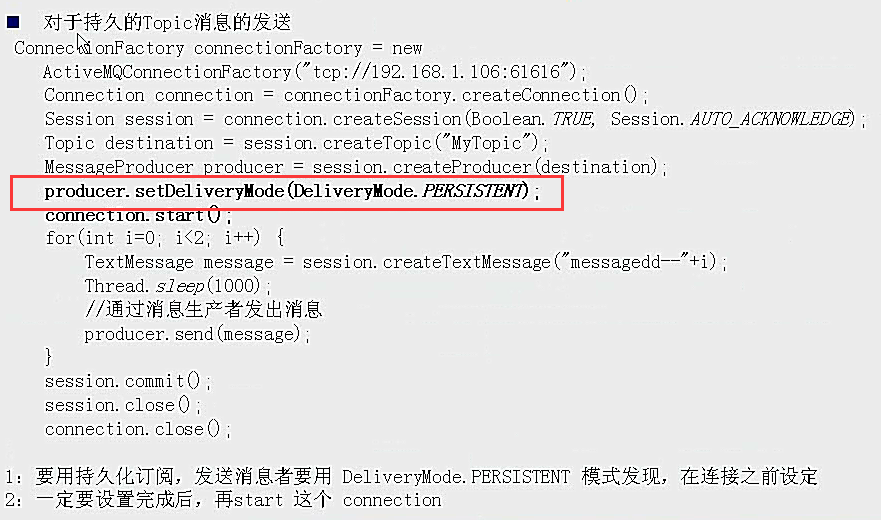 ■ 对于持久的Topic消息的发送
ConnectionFactory connectionFactory = new
ActiveMQConnectionFactory("tcp://192.168.1.106:61616");
Connection connection = connectionFactory.createConnection();
Session session = connection.createSession(Boolean.TRUE, Session.AUTO_ACKNOWLEDGE);
Topic destination = session.createTopic("MyTopic");
MessageProducer producer = session.createProducer(destination);
producer.setDeliveryMode(DeliveryMode.PERSISTENT);
connection.start();
for(int i=0; i<2; i++) {
TextMessage message = session.createTextMessage("messagedd--"+i);
Thread.sleep(1000);
//通过消息生产者发出消息
producer.send(message);
}
session.commit();
session.close();
connection.close();
1：要用持久化订阅，发送消息者要用 DeliveryMode.PERSISTENT 模式发现，在连接之前设定
2：一定要设置完成后，再start 这个 connection